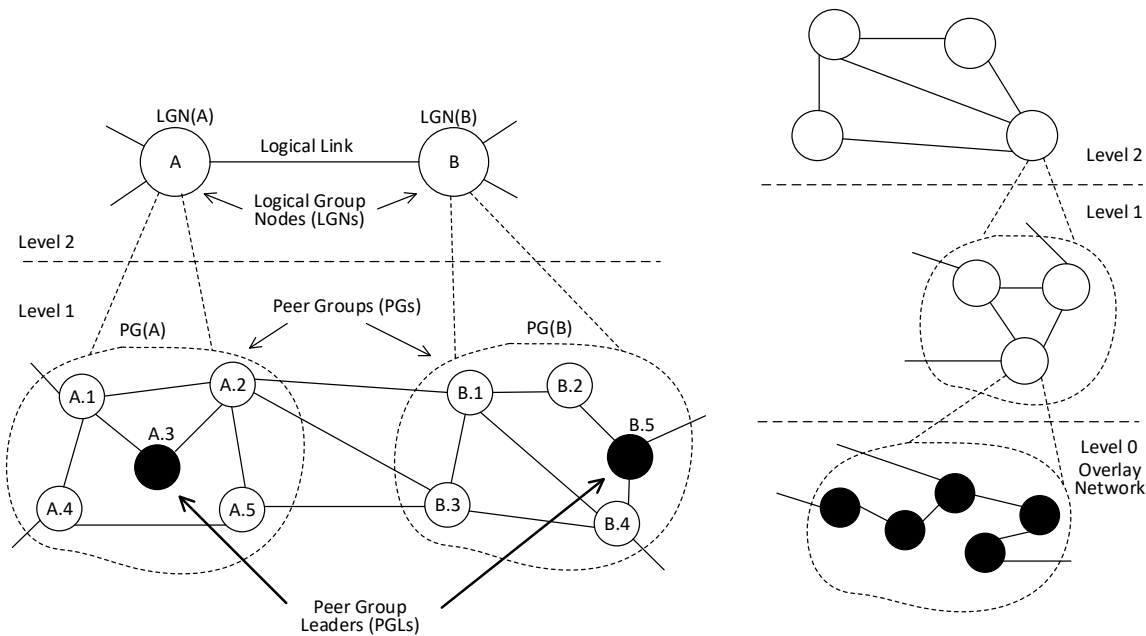 LGN(A)
LGN(B)
A
Logical Link
B
Logical Group
Nodes (LGNs)
Level 2
Level 1
Peer Groups (PGs)
PG(A)
PG(B)
A.1
A.2
A.3
A.4
A.5
B.1
B.2
B.5
B.3
B.4
Peer Group
Leaders (PGLs)
Level 2
Level 1
Level 0
Overlay
Network